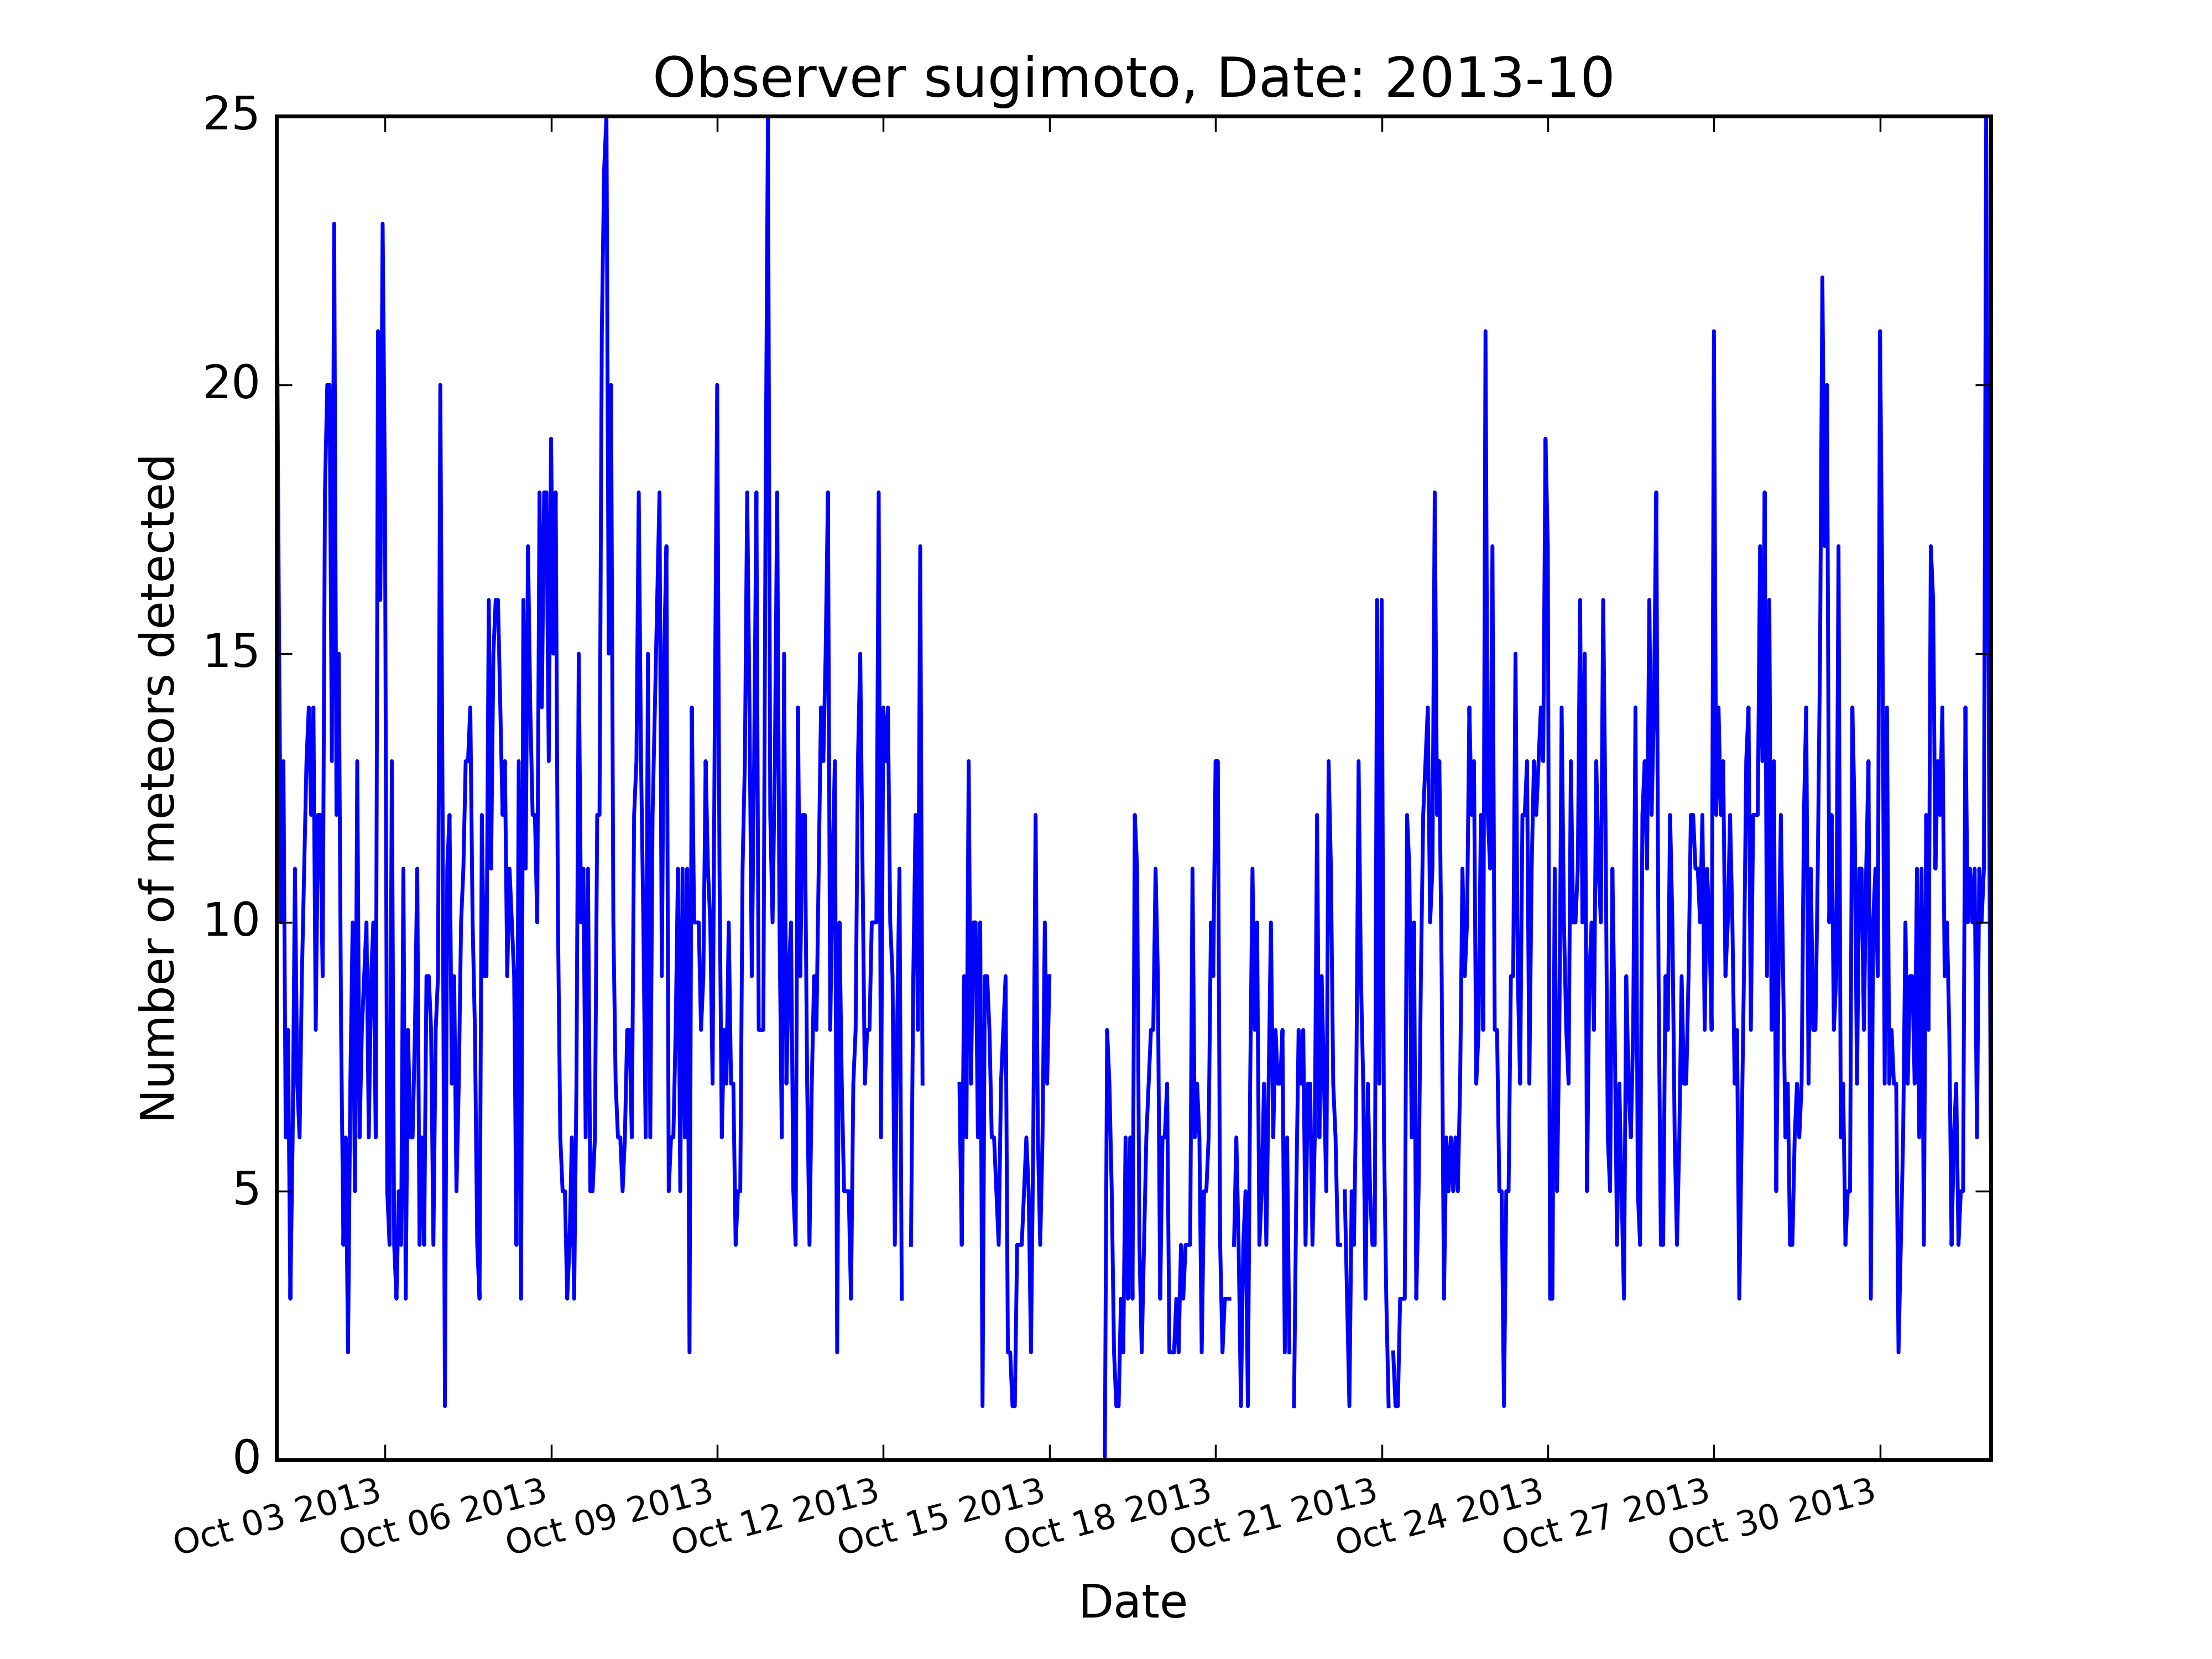 Observer sugimoto, Date: 2013-10
25
20
15
10
5
0
Number of meteors detected
Oct 03 2013
Oct 06 2013
Oct 09 2013
Oct 12 2013
Oct 15 2013
Oct 18 2013
Oct 21 2013
Oct 24 2013
Oct 27 2013
Oct 30 2013
Date